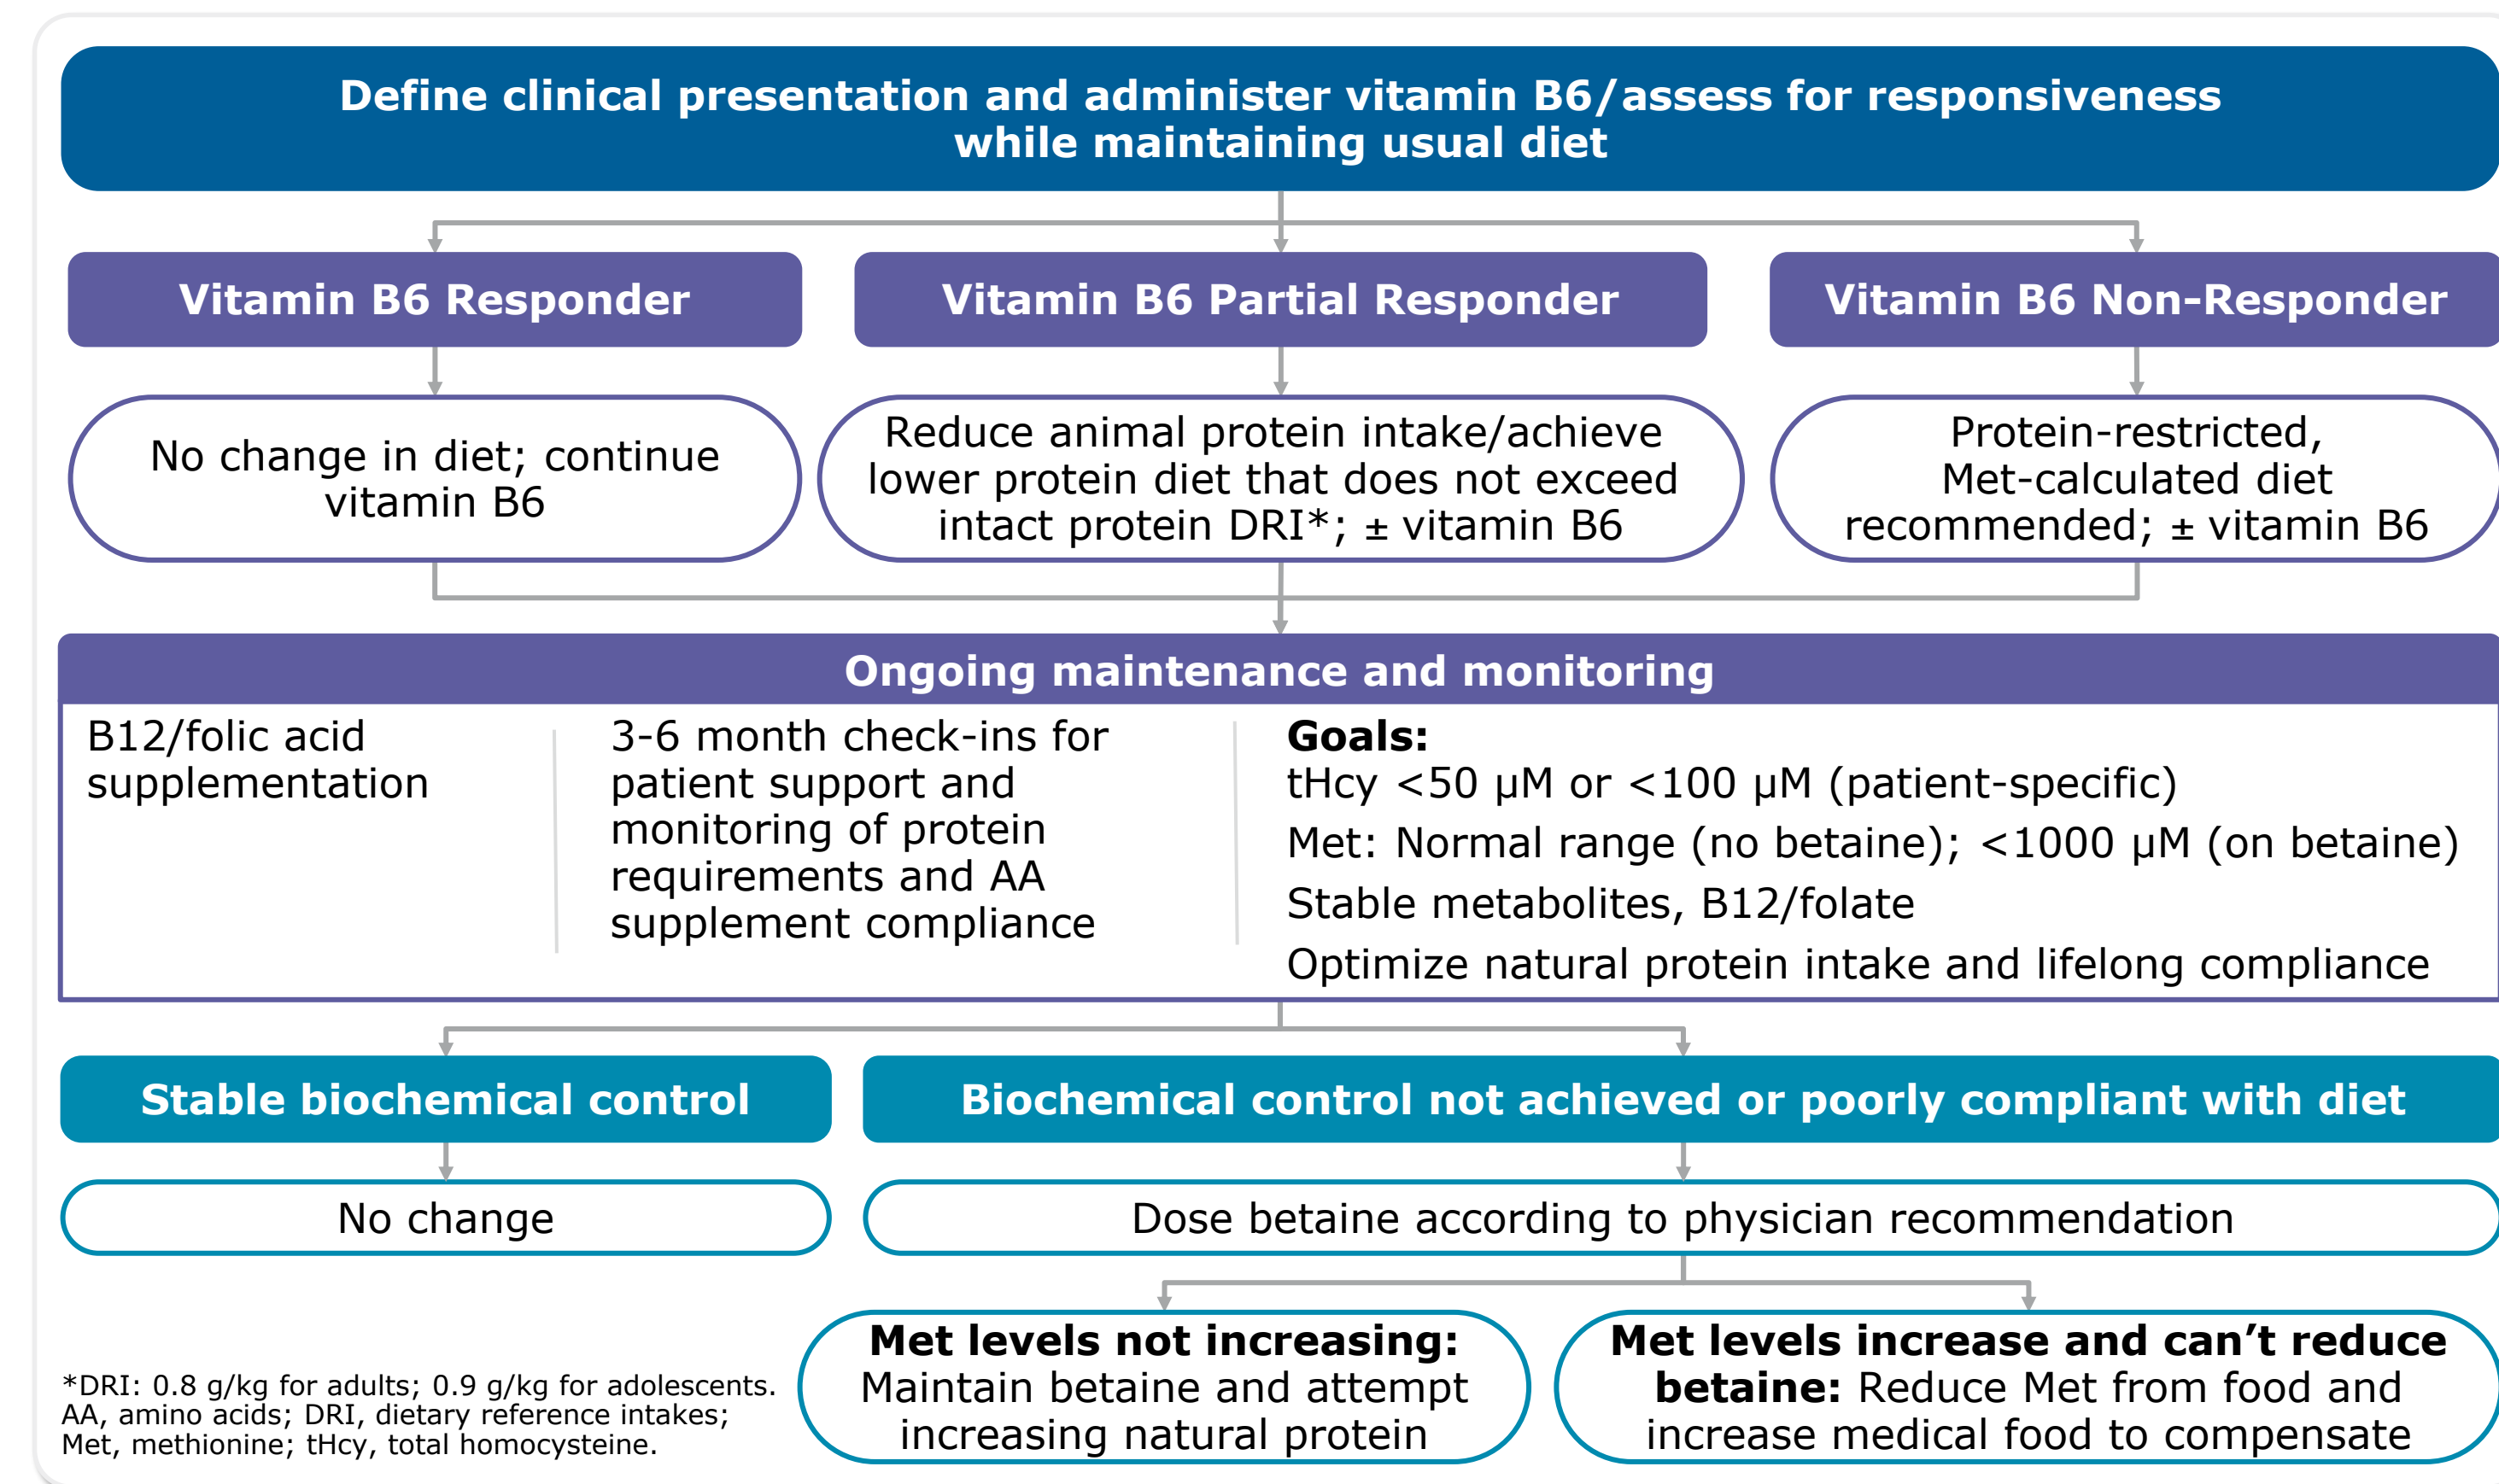 Define clinical presentation and administer vitamin B6/assess for responsiveness
while maintaining usual diet
Vitamin B6 Responder
Vitamin B6 Partial Responder
Vitamin B6 Non-Responder
No change in diet; continue
vitamin B6
Reduce animal protein intake/achieve
lower protein diet that does not exceed
intact protein DRI*; ± vitamin B6
Protein-restricted,
Met-calculated diet
recommended; ± vitamin B6
Ongoing maintenance and monitoring
B12/folic acid
supplementation
3-6 month check-ins for
patient support and
monitoring of protein
requirements and AA
supplement compliance
Goals:
tHcy <50 µM or <100 µM (patient-specific)
Met: Normal range (no betaine); <1000 µM (on betaine)
Stable metabolites, B12/folate
Optimize natural protein intake and lifelong compliance
Stable biochemical control
Biochemical control not achieved or poorly compliant with diet
No change
Dose betaine according to physician recommendation
Met levels not increasing:
Maintain betaine and attempt
increasing natural protein
Met levels increase and can’t reduce
betaine: Reduce Met from food and
increase medical food to compensate
*DRI: 0.8 g/kg for adults; 0.9 g/kg for adolescents.
AA, amino acids; DRI, dietary reference intakes;
Met, methionine; tHcy, total homocysteine.